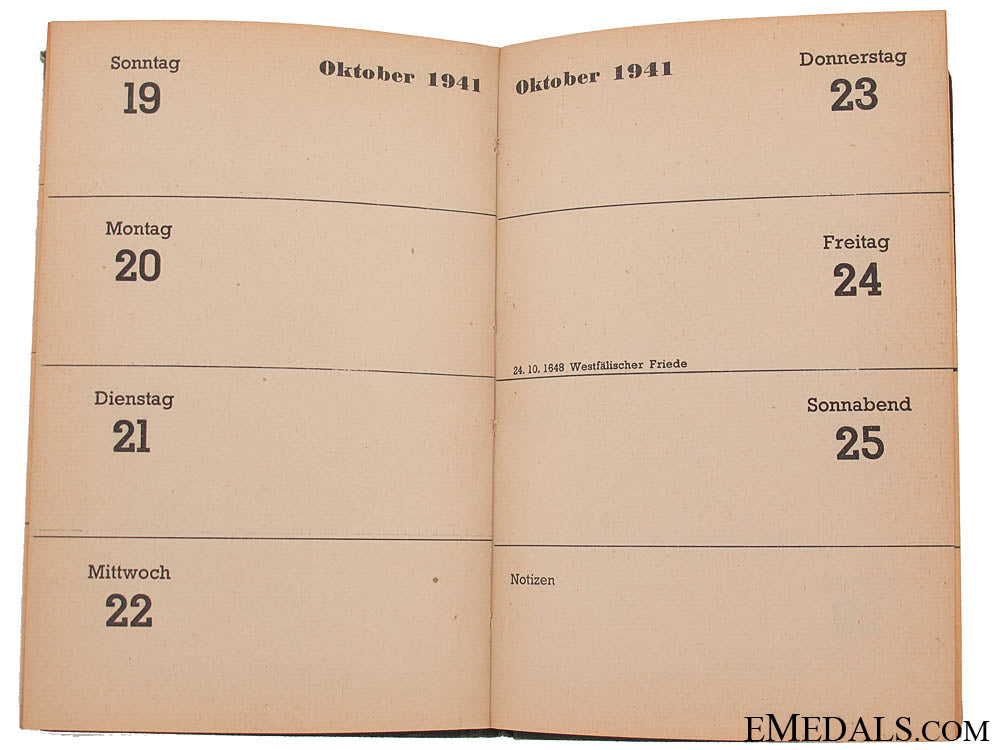 Sonntag
19
Oktober 1941
Montag
20
Dienstag
21
Mittwoch
22
Oktober 1941
Donnerstag
23
Freitag
24
24. 10. 1648 Westfälischer Friede
Sonnabend
25
Notizen
EMEDALS.COM